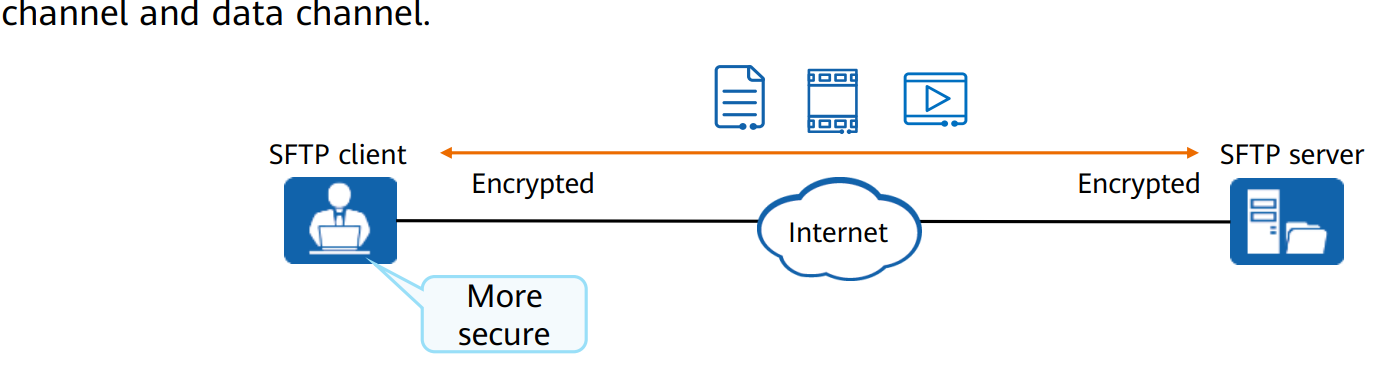 channel and data channel.
SFTP client
SFTP server
Encrypted
Encrypted
Internet
More
secure